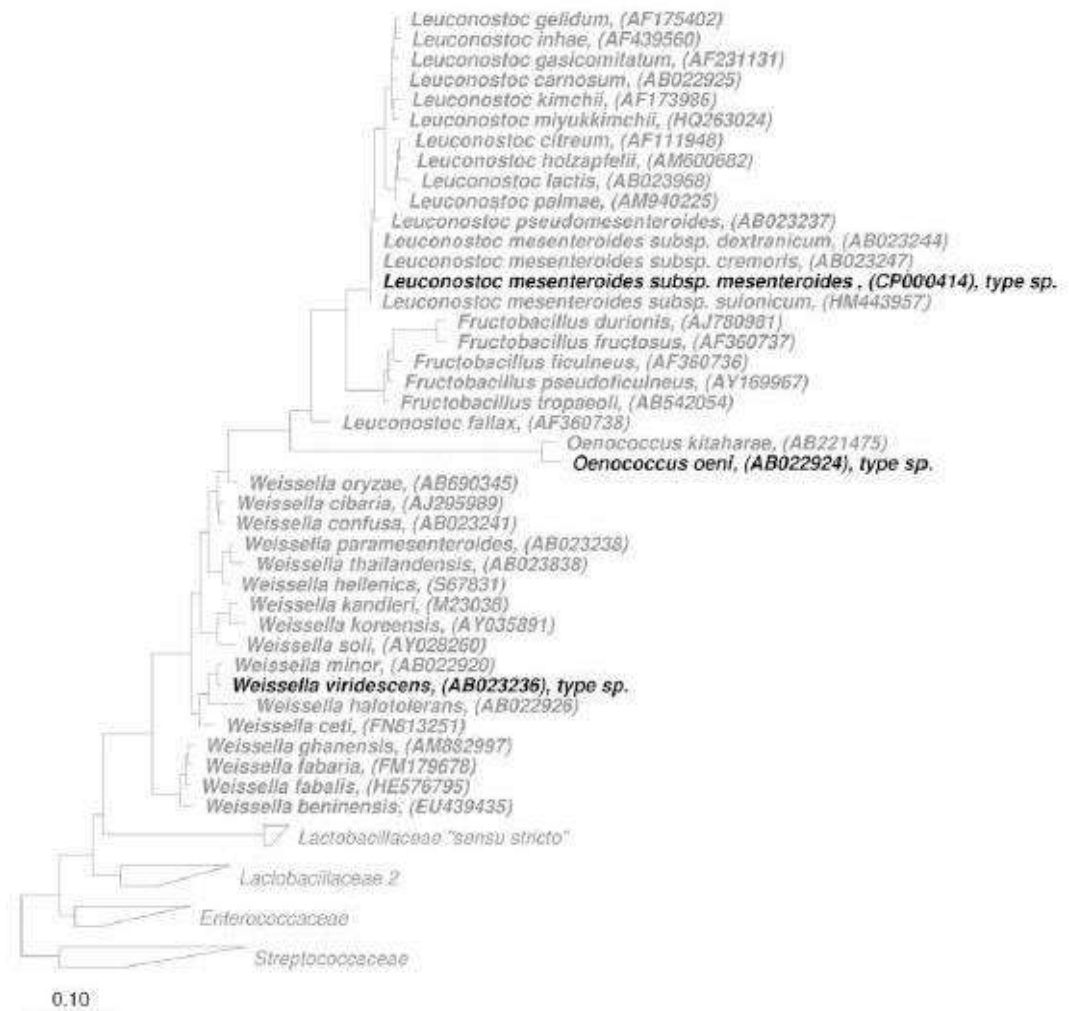 Leuconostoc gelidum, (AF175402)
Leuconostoc inhae, (AF439560)
Leuconostoc gasicomitatum, (AF231131)
Leuconostoc carnosum, (AB022925)
Leuconostoc kimchii, (AF173986)
Leuconostoc miyukkimchii, (HQ263024)
Leuconostoc citreum, (AF111948)
Leuconostoc holzapfelii, (AM600682)
Leuconostoc lactis, (AB023968)
Leuconostoc palmae, (AM940225)
Leuconostoc pseudomesenteroides, (AB023237)
Leuconostoc mesenteroides subsp. dextranicum, (AB023244)
Leuconostoc mesenteroides subsp. cremoris, (AB023247)
Leuconostoc mesenteroides subsp. mesenteroides , (CP000414), type sp.
Leuconostoc mesenteroides subsp. suionicum, (HM443957)
Fructobacillus durionis, (AJ780981)
Fructobacillus fructosus, (AF360737)
Fructobacillus ficulneus, (AF360736)
Fructobacillus pseudoficulneus, (AY169967)
Fructobacillus tropaeoli, (AB542054)
Leuconostoc fallax, (AF360738)
Oenococcus kitaharae, (AB221475)
Oenococcus oeni, (AB022924), type sp.
Weissella oryzae, (AB690345)
Weissella cibaria, (AJ295989)
Weissella confusa, (AB023241)
Weissella paramesenteroides, (AB023238)
Weissella thailandensis, (AB023838)
Weissella hellenica, (S67831)
Weissella kandleri, (M23038)
Weissella koreensis, (AY035891)
Weissella soli, (AY028260)
Weissella minor, (AB022920)
Weissella viridescens, (AB023236), type sp.
Weissella halotolerans, (AB022926)
Weissella ceti, (FN813251)
Weissella ghanensis, (AM882997)
Weissella fabaria, (FM179678)
Weissella fabalis, (HE576795)
Weissella beninensis, (EU439435)
Lactobacillaceae "sensu stricto"
Lactobacillaceae 2
Enterococcaceae
Streptococcaceae
0.10